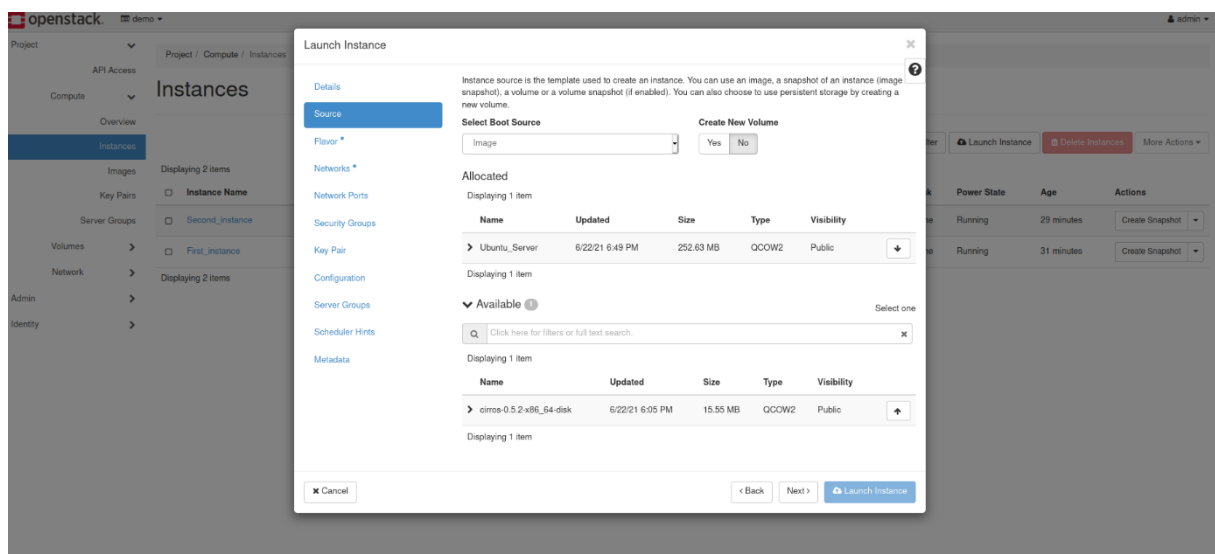 openstack. demo admin
Project
API Access
Compute
Overview
Instances
Images
Key Pairs
Server Groups
Volumes
Network
Admin
Identity
Project / Compute / Instances
Instances
Launch Instance Delete Instances More Actions
Displaying 2 items
Instance Name Power State Age Actions
Second_instance Running 29 minutes Create Snapshot
First_instance Running 31 minutes Create Snapshot
Displaying 2 items
Launch Instance
Details
Source
Flavor *
Networks *
Network Ports
Security Groups
Key Pair
Configuration
Server Groups
Scheduler Hints
Metadata
Instance source is the template used to create an instance. You can use an image, a snapshot of an instance (image
snapshot), a volume or a volume snapshot (if enabled). You can also choose to use persistent storage by creating a
new volume.
Select Boot Source Create New Volume
Image Yes No
Allocated
Displaying 1 item
Name Updated Size Type Visibility
Ubuntu_Server 6/22/21 6:49 PM 252.63 MB QCOW2 Public
Displaying 1 item
Available 1 Select one
Click here for filters or full text search.
Displaying 1 item
Name Updated Size Type Visibility
cirros-0.5.2-x86_64-disk 6/22/21 6:05 PM 15.55 MB QCOW2 Public
Displaying 1 item
Cancel < Back Next > Launch Instance